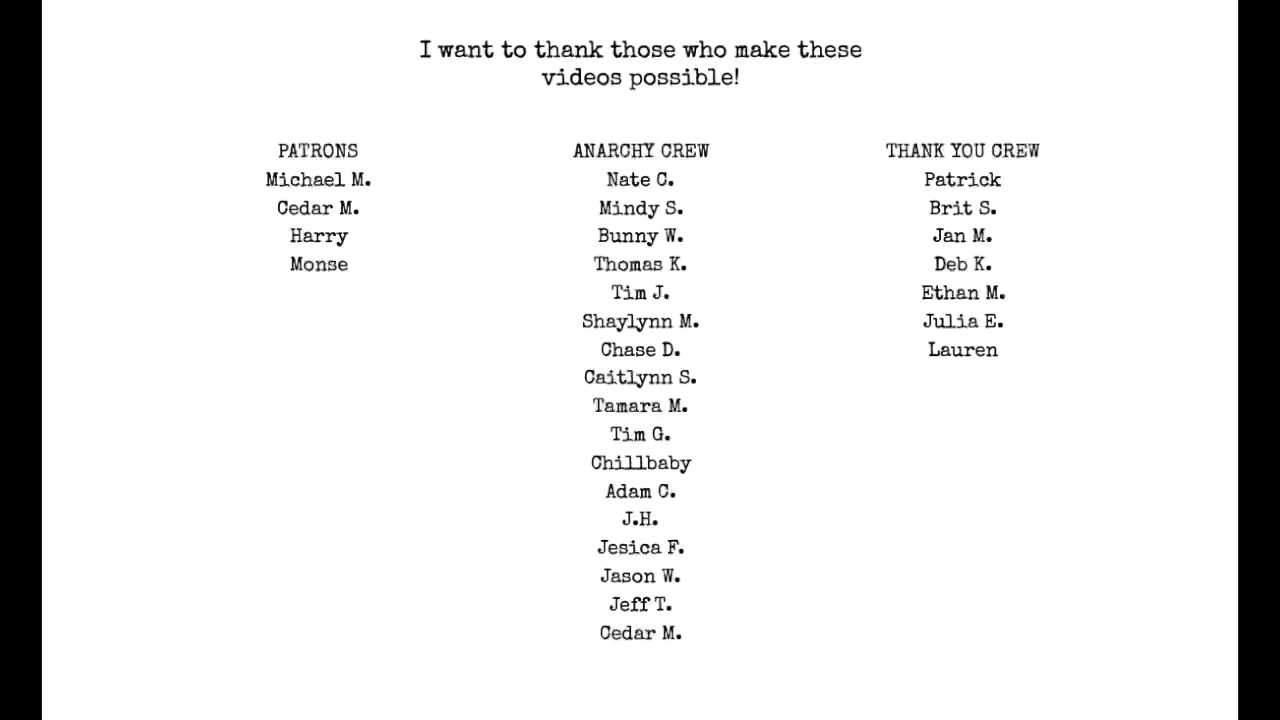 I want to thank those who make these
videos possible!
PATRONS
Michael M.
Cedar M.
Harry
Monse
ANARCHY CREW
Nate C.
Mindy S.
Bunny W.
Thomas K.
Tim J.
Shaylynn M.
Chase D.
Caitlynn S.
Tamara M.
Tim G.
Chillbaby
Adam C.
J.H.
Jesica F.
Jason W.
Jeff T.
Cedar M.
THANK YOU CREW
Patrick
Brit S.
Jan M.
Deb K.
Ethan M.
Julia E.
Lauren